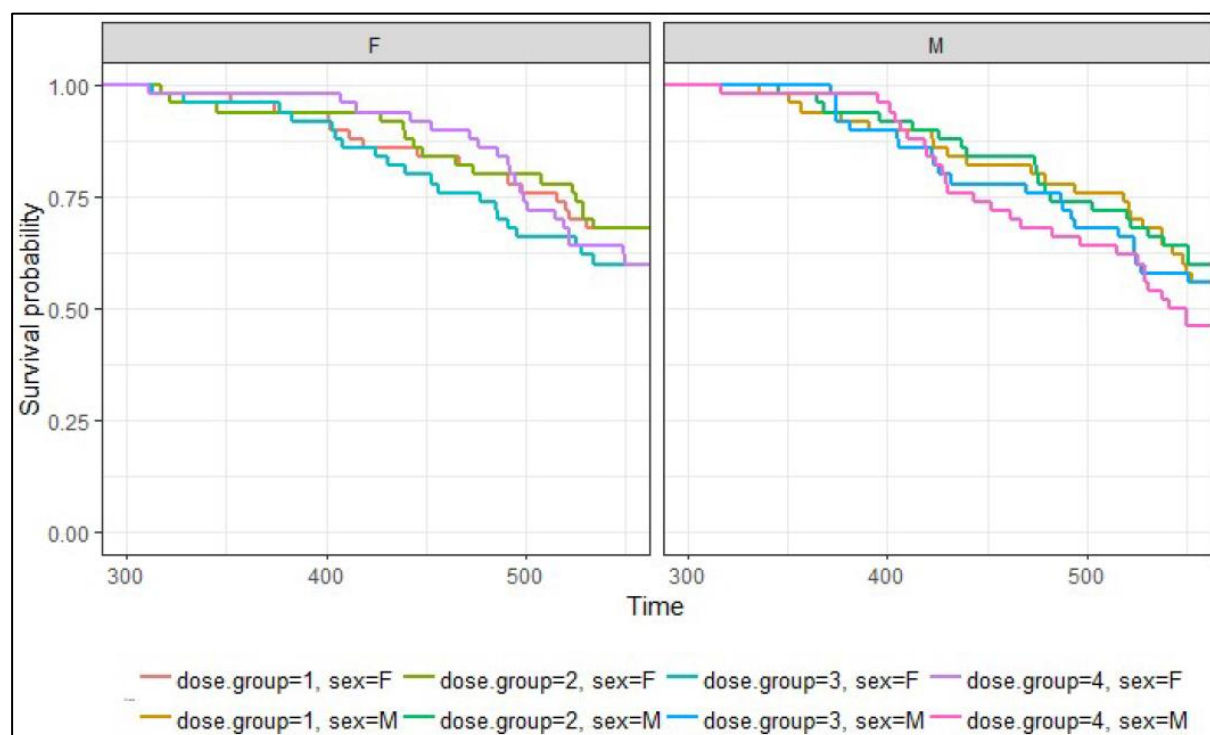 F M
1.00
0.75
0.50
0.25
0.00
Survival probability
300 400 500 300 400 500
Time
dose.group=1, sex=F dose.group=2, sex=F dose.group=3, sex=F dose.group=4, sex=F
dose.group=1, sex=M dose.group=2, sex=M dose.group=3, sex=M dose.group=4, sex=M